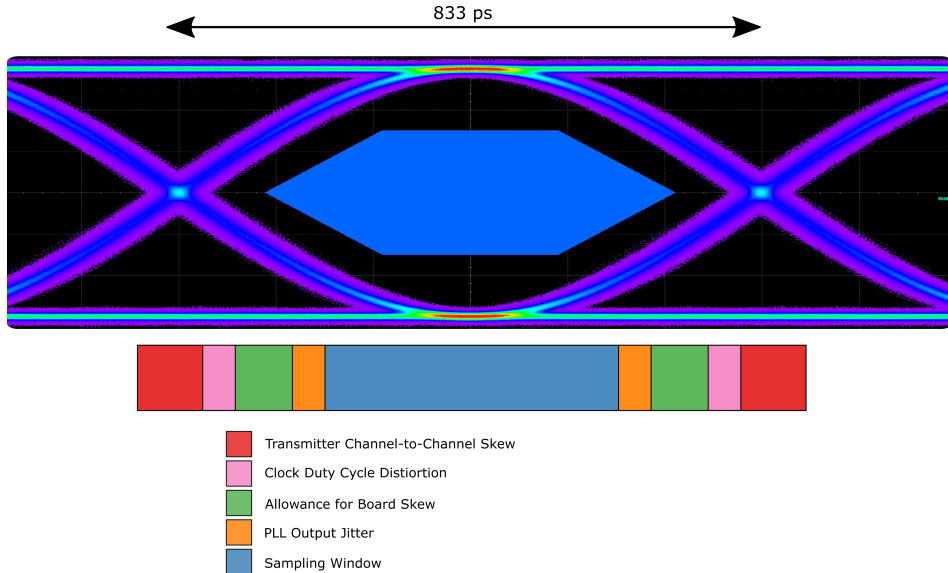 833 ps
Transmitter Channel-to-Channel Skew
Clock Duty Cycle Distiortion
Allowance for Board Skew
PLL Output Jitter
Sampling Window